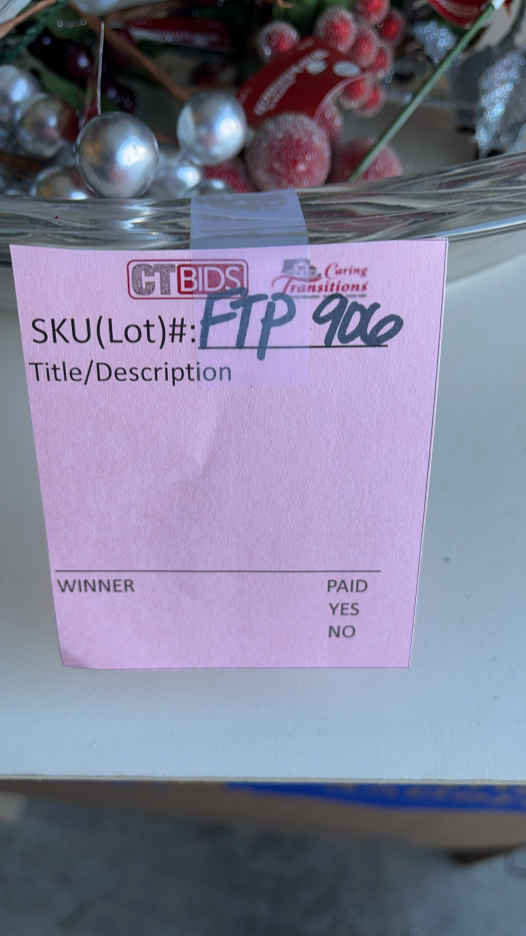 CTBIDS
Caring
Transitions
SKU(Lot)#: FTP 906
Title/Description
WINNER PAID
YES
NO